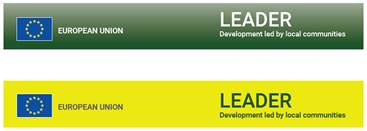 EUROPEAN UNION
LEADER
Development led by local communities
EUROPEAN UNION
LEADER
Development led by local communities